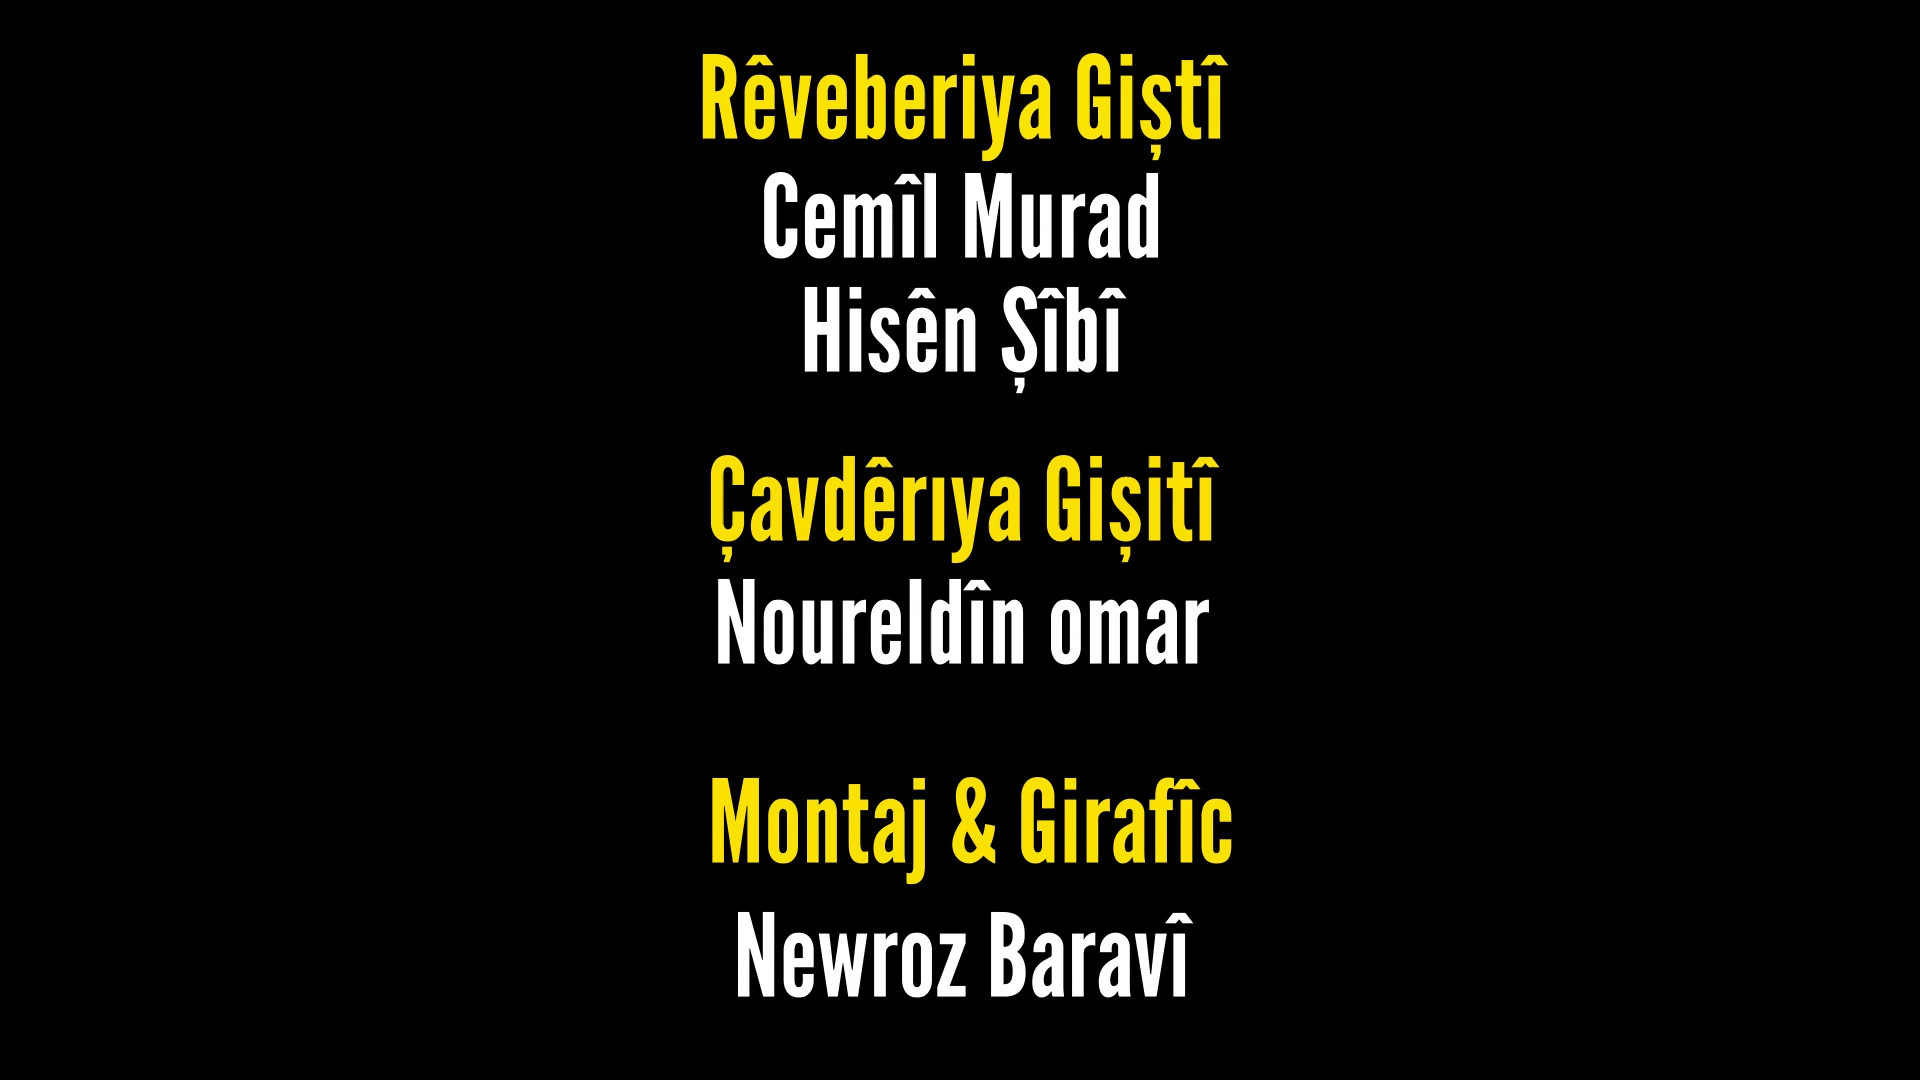 Rêveberiya Giştî
Cemîl Murad
Hisên Şîbî
Çavdêrıya Gişitî
Noureldîn omar
Montaj & Girafîc
Newroz Baravî